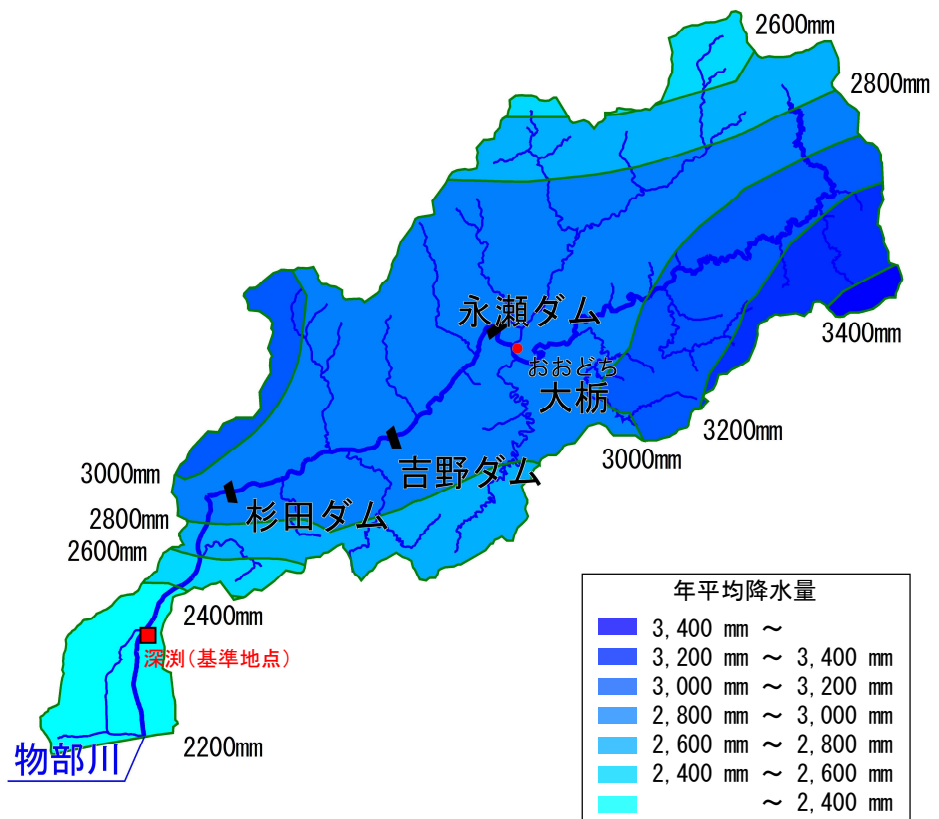 2600mm
2800mm
永瀬ダム
3400mm
おおどち
大栃
3200mm
3000mm
吉野ダム
3000mm
杉田ダム
2800mm
2600mm
2400mm
深渕(基準地点)
2200mm
物部川
年平均降水量
3,400 mm ～
3,200 mm ～ 3,400 mm
3,000 mm ～ 3,200 mm
2,800 mm ～ 3,000 mm
2,600 mm ～ 2,800 mm
2,400 mm ～ 2,600 mm
～ 2,400 mm